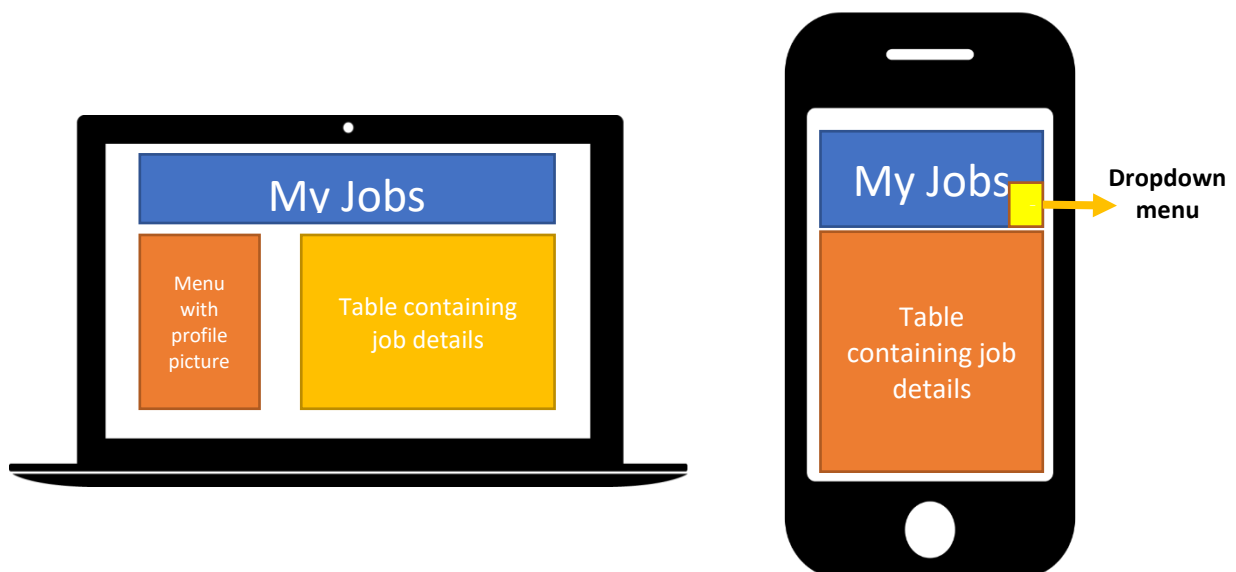 My Jobs
Menu
with
profile
picture
Table containing
job details
My Jobs
Dropdown
menu
Table
containing job
details